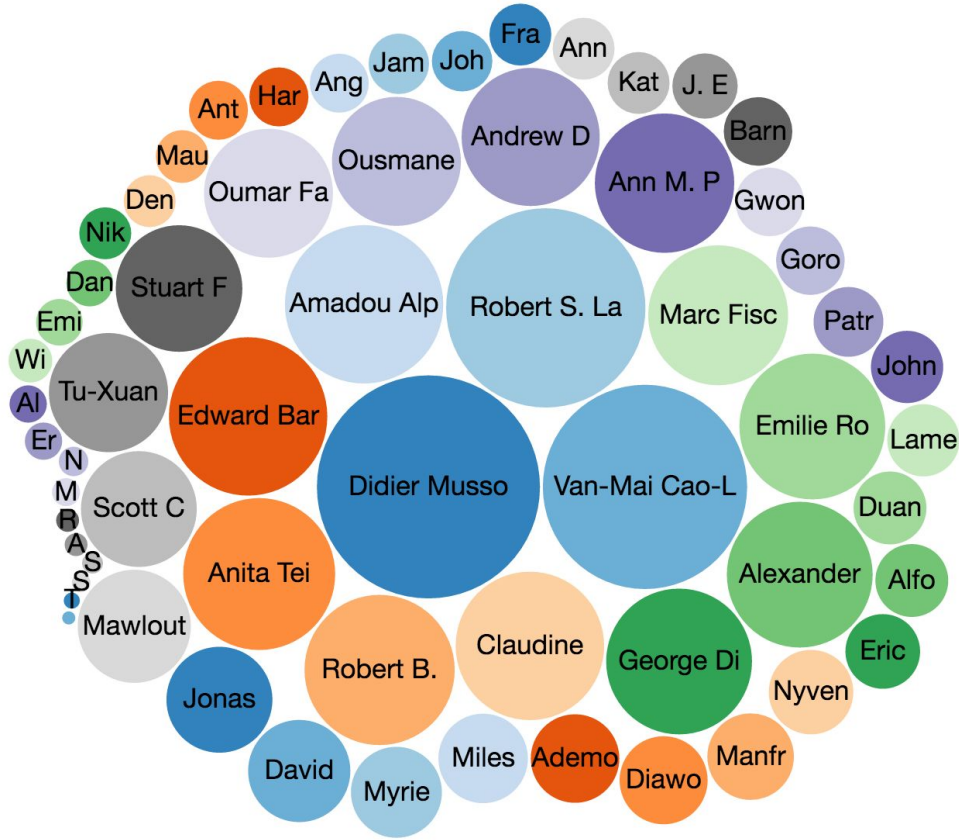 Fra
Ann
Joh
Jam
Kat
J. E
Ang
Har
Ant
Barn
Andrew D
Mau
Ousmane
Ann M. P
Oumar Fa
Den
Gwon
Nik
Goro
Dan
Stuart F
Amadou Alp
Robert S. La
Marc Fisc
Patr
Emi
Wi
John
Tu-Xuan
Al
Edward Bar
Emilie Ro
Er
Lame
N
M
Didier Musso
Van-Mai Cao-L
Scott C
Duan
R
A
S
Anita Tei
Alexander
S
Alfo
T
Mawlout
Claudine
Robert B.
George Di
Eric
Jonas
Nyven
David
Miles
Ademo
Manfr
Diawo
Myrie